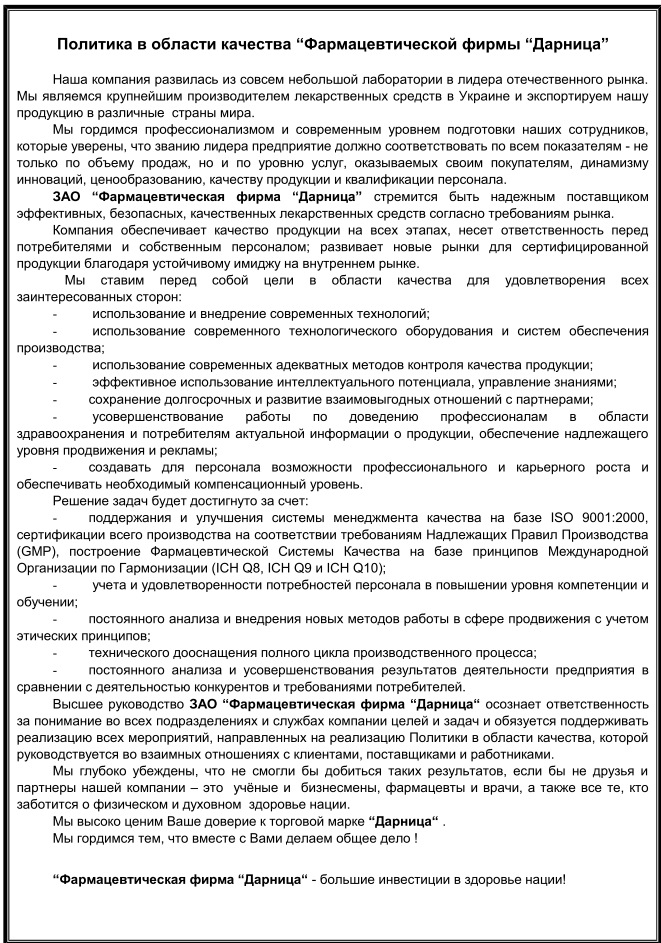 Политика в области качества “Фармацевтической фирмы “Дарница”
Наша компания развилась из совсем небольшой лаборатории в лидера отечественного рынка.
Мы являемся крупнейшим производителем лекарственных средств в Украине и экспортируем нашу
продукцию в различные страны мира.
Мы гордимся профессионализмом и современным уровнем подготовки наших сотрудников,
которые уверены, что званию лидера предприятие должно соответствовать по всем показателям - не
только по объему продаж, но и по уровню услуг, оказываемых своим покупателям, динамизму
инноваций, ценообразованию, качеству продукции и квалификации персонала.
ЗАО “Фармацевтическая фирма “Дарница” стремится быть надежным поставщиком
эффективных, безопасных, качественных лекарственных средств согласно требованиям рынка.
Компания обеспечивает качество продукции на всех этапах, несет ответственность перед
потребителями и собственным персоналом; развивает новые рынки для сертифицированной
продукции благодаря устойчивому имиджу на внутреннем рынке.
Мы ставим перед собой цели в области качества для удовлетворения всех
заинтересованных сторон:
- использование и внедрение современных технологий;
- использование современного технологического оборудования и систем обеспечения
производства;
- использование современных адекватных методов контроля качества продукции;
- эффективное использование интеллектуального потенциала, управление знаниями;
- сохранение долгосрочных и развитие взаимовыгодных отношений с партнерами;
- усовершенствование работы по доведению профессионалам в области
здравоохранения и потребителям актуальной информации о продукции, обеспечение надлежащего
уровня продвижения и рекламы;
- создавать для персонала возможности профессионального и карьерного роста и
обеспечивать необходимый компенсационный уровень.
Решение задач будет достигнуто за счет:
- поддержания и улучшения системы менеджмента качества на базе ISO 9001:2000,
сертификации всего производства на соответствии требованиям Надлежащих Правил Производства
(GMP), построение Фармацевтической Системы Качества на базе принципов Международной
Организации по Гармонизации (ICH Q8, ICH Q9 и ICH Q10);
- учета и удовлетворенности потребностей персонала в повышении уровня компетенции и
обучении;
- постоянного анализа и внедрения новых методов работы в сфере продвижения с учетом
этических принципов;
- технического дооснащения полного цикла производственного процесса;
- постоянного анализа и усовершенствования результатов деятельности предприятия в
сравнении с деятельностью конкурентов и требованиями потребителей.
Высшее руководство ЗАО “Фармацевтическая фирма “Дарница“ осознает ответственность
за понимание во всех подразделениях и службах компании целей и задач и обязуется поддерживать
реализацию всех мероприятий, направленных на реализацию Политики в области качества, которой
руководствуется во взаимных отношениях с клиентами, поставщиками и работниками.
Мы глубоко убеждены, что не смогли бы добиться таких результатов, если бы не друзья и
партнеры нашей компании – это учёные и бизнесмены, фармацевты и врачи, а также все те, кто
заботится о физическом и духовном здоровье нации.
Мы высоко ценим Ваше доверие к торговой марке “Дарница“ .
Мы гордимся тем, что вместе с Вами делаем общее дело !
“Фармацевтическая фирма “Дарница“ - большие инвестиции в здоровье нации!